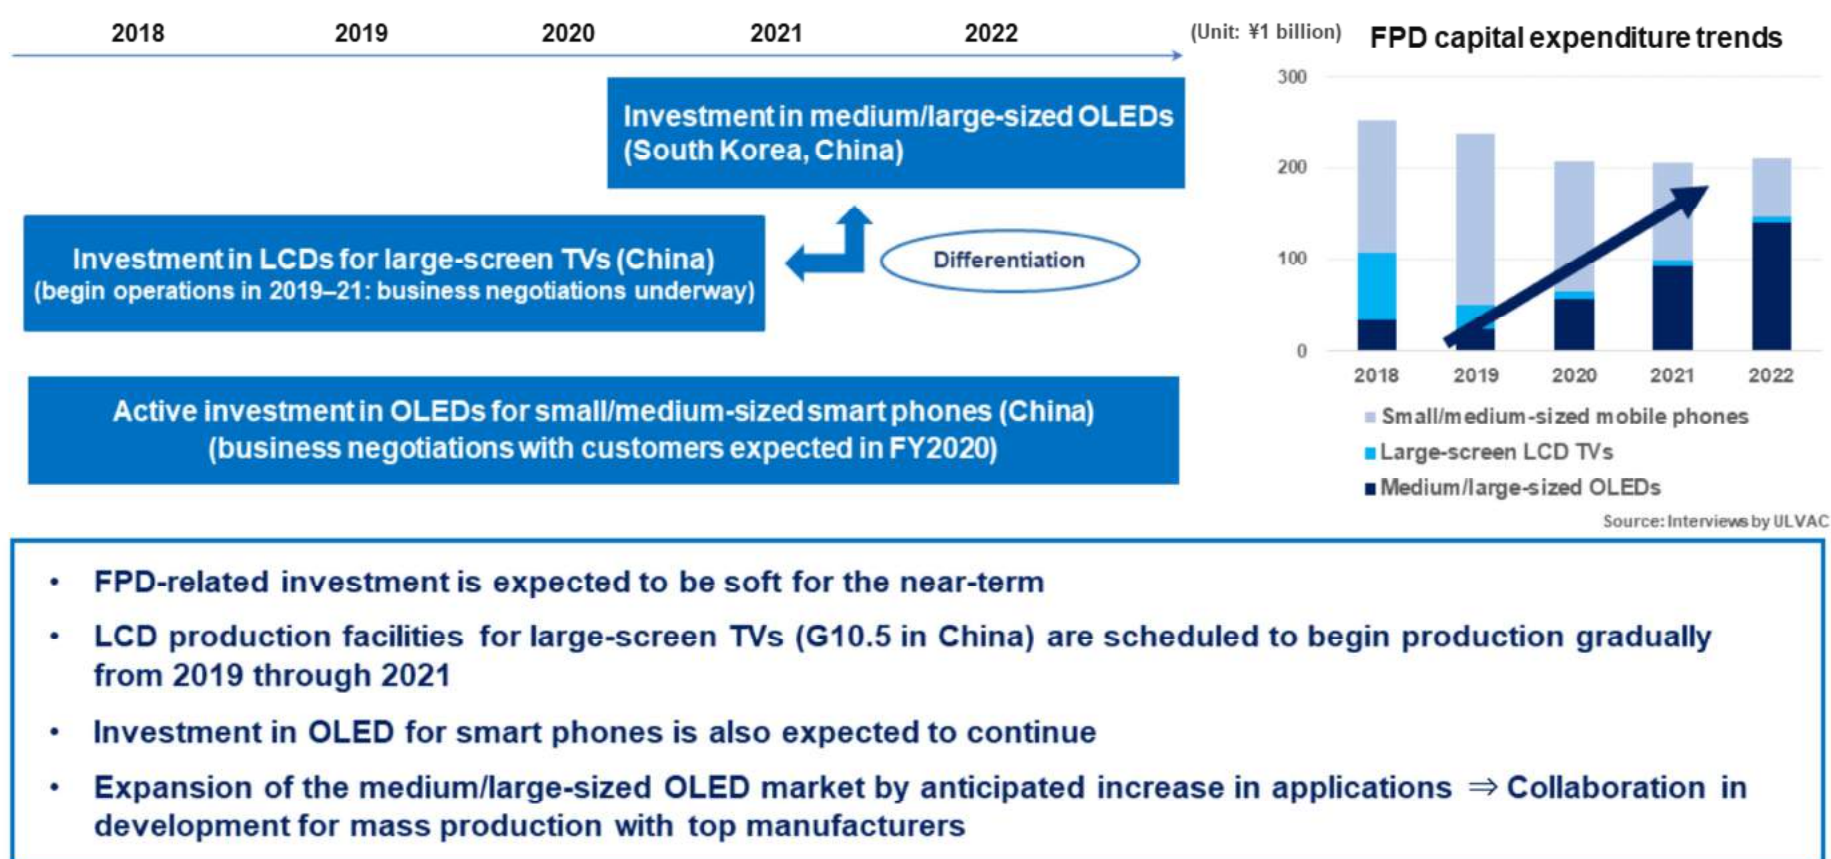 2018 2019 2020 2021 2022
Investment in medium/large-sized OLEDs
(South Korea, China)
Investment in LCDs for large-screen TVs (China)
(begin operations in 2019–21: business negotiations underway)
Differentiation
Active investment in OLEDs for small/medium-sized smart phones (China)
(business negotiations with customers expected in FY2020)
(Unit: ¥1 billion) FPD capital expenditure trends
300
200
100
0
2018 2019 2020 2021 2022
Small/medium-sized mobile phones
Large-screen LCD TVs
Medium/large-sized OLEDs
Source: Interviews by ULVAC
• FPD-related investment is expected to be soft for the near-term
• LCD production facilities for large-screen TVs (G10.5 in China) are scheduled to begin production gradually
from 2019 through 2021
• Investment in OLED for smart phones is also expected to continue
• Expansion of the medium/large-sized OLED market by anticipated increase in applications ⇒ Collaboration in
development for mass production with top manufacturers